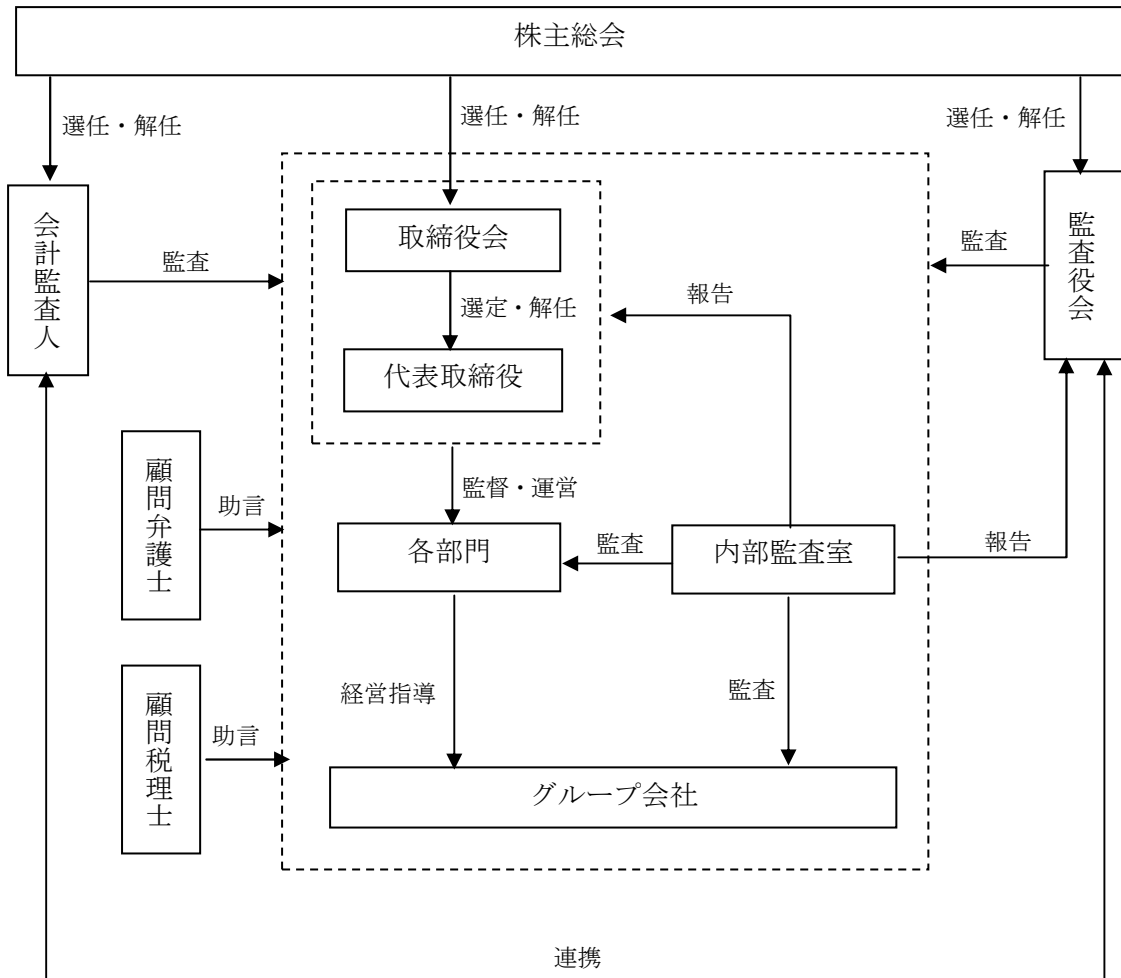 株主総会
選任・解任
選任・解任
選任・解任
会計監査人
監査
取締役会
選定・解任
代表取締役
報告
監査
監査役会
顧問弁護士
助言
監督・運営
各部門
監査
内部監査室
報告
顧問税理士
助言
経営指導
監査
グループ会社
連携